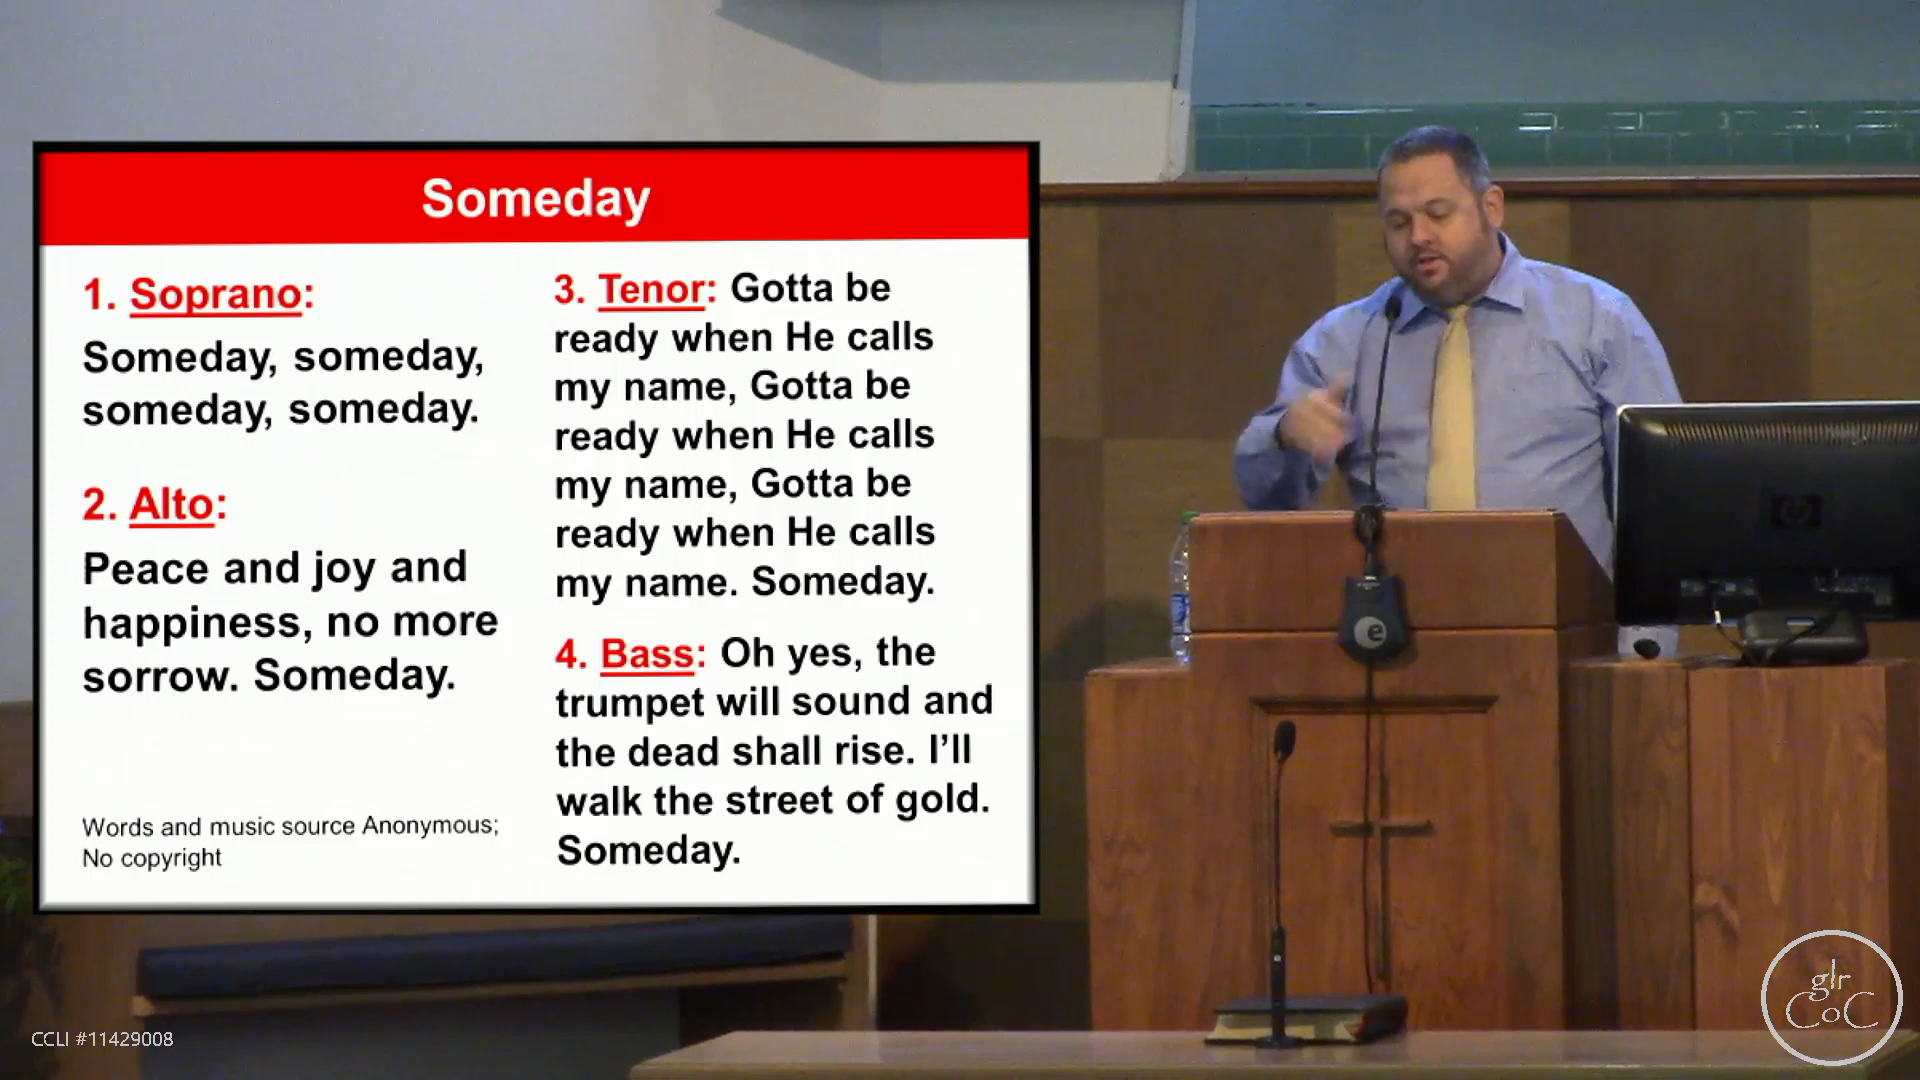 Someday
1. Soprano:
Someday, someday,
someday, someday.
2. Alto:
Peace and joy and
happiness, no more
sorrow. Someday.
Words and music source Anonymous;
No copyright
3. Tenor: Gotta be
ready when He calls
my name, Gotta be
ready when He calls
my name, Gotta be
ready when He calls
my name. Someday.
4. Bass: Oh yes, the
trumpet will sound and
the dead shall rise. I’ll
walk the street of gold.
Someday.
e
hp
CCLI #11429008
glr
CoC